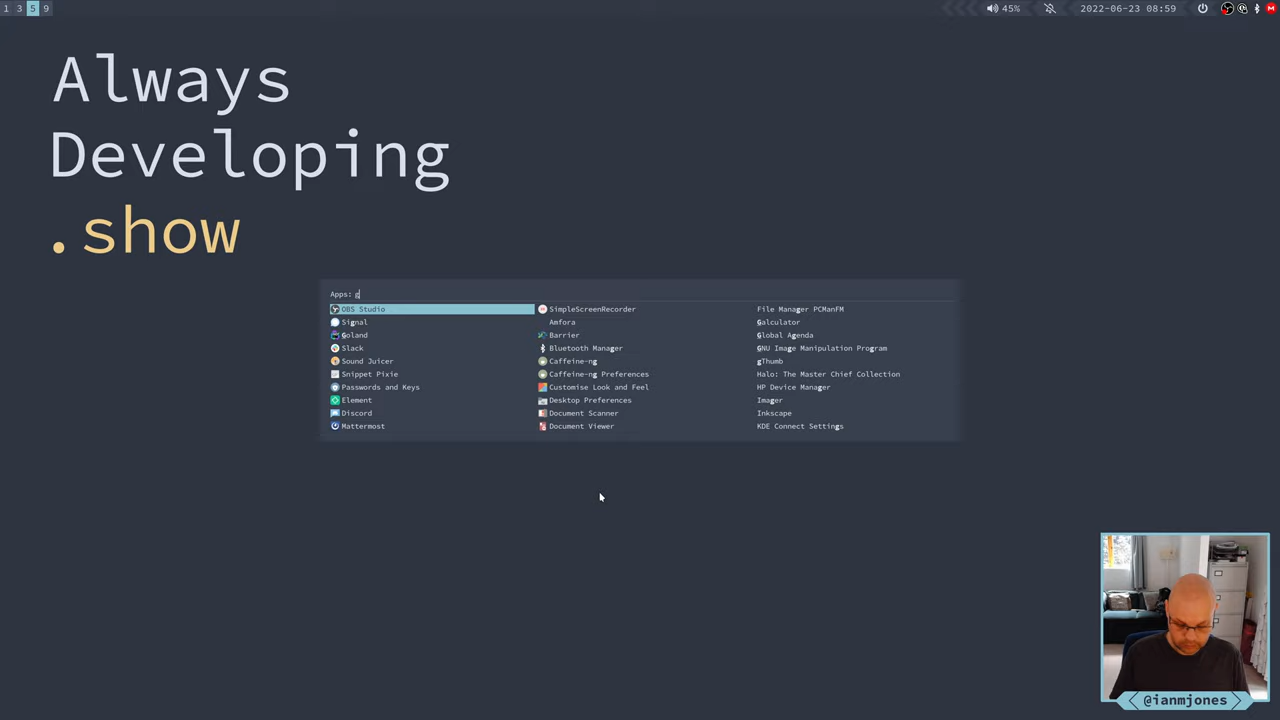 1 3 5 9
45%
2022-06-23 08:59
Always
Developing
.show
Apps: g
OBS Studio
Signal
Goland
Slack
Sound Juicer
Snippet Pixie
Passwords and Keys
Element
Discord
Mattermost
SimpleScreenRecorder
Amfora
Barrier
Bluetooth Manager
Caffeine-ng
Caffeine-ng Preferences
Customise Look and Feel
Desktop Preferences
Document Scanner
Document Viewer
File Manager PCManFM
Galculator
Global Agenda
GNU Image Manipulation Program
gThumb
Halo: The Master Chief Collection
HP Device Manager
Imager
Inkscape
KDE Connect Settings
@ianmjones